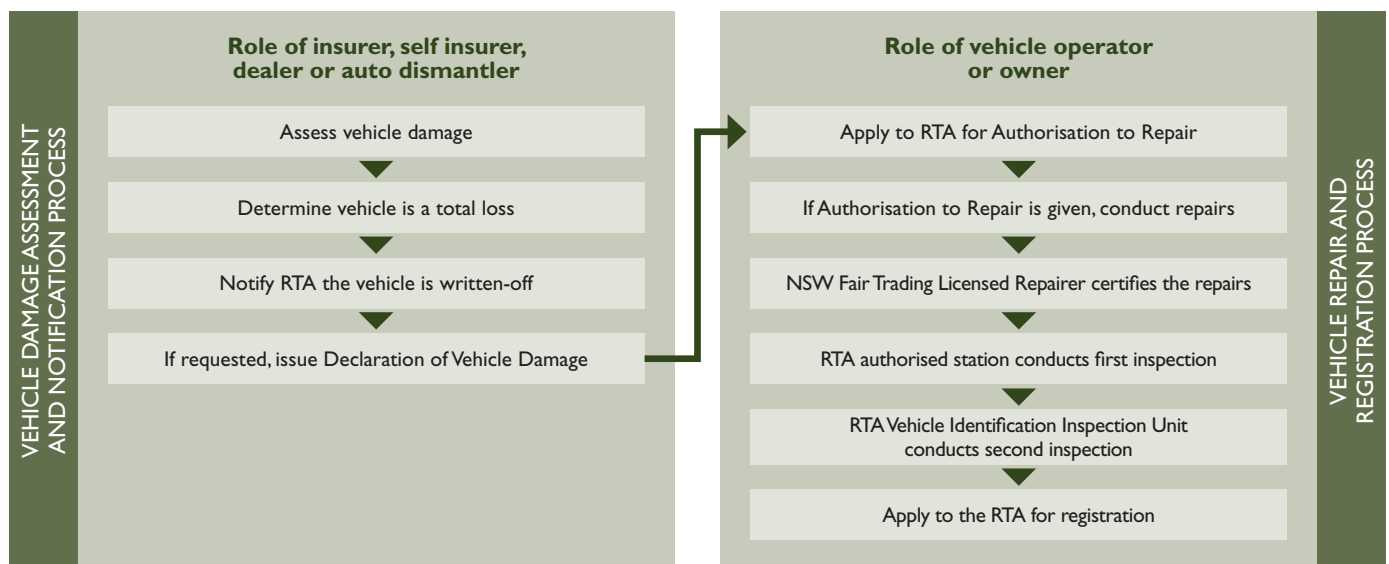 VEHICLE DAMAGE ASSESSMENT
AND NOTIFICATION PROCESS
Role of insurer, self insurer,
dealer or auto dismantler
Assess vehicle damage
Determine vehicle is a total loss
Notify RTA the vehicle is written-off
If requested, issue Declaration of Vehicle Damage
Role of vehicle operator
or owner
Apply to RTA for Authorisation to Repair
If Authorisation to Repair is given, conduct repairs
NSW Fair Trading Licensed Repairer certifies the repairs
RTA authorised station conducts first inspection
RTA Vehicle Identification Inspection Unit
conducts second inspection
Apply to the RTA for registration
VEHICLE REPAIR AND
REGISTRATION PROCESS